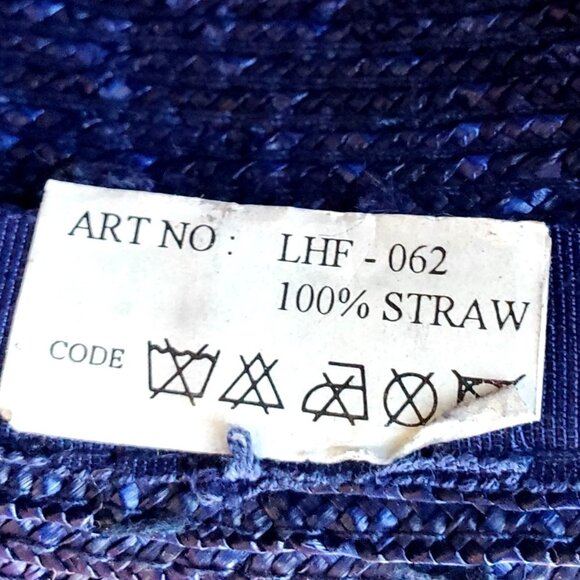 ART NO : LHF - 062
100% STRAW
CODE